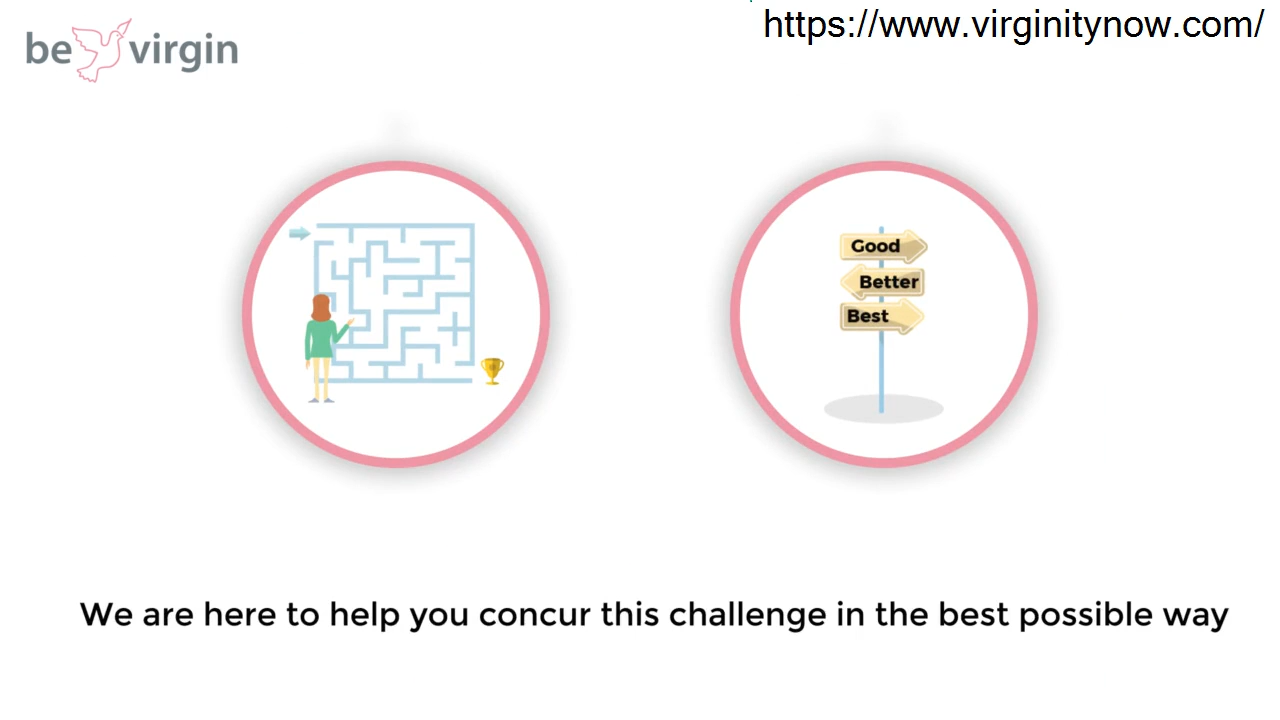 be virgin
https://www.virginitynow.com/
Good
Better
Best
We are here to help you concur this challenge in the best possible way